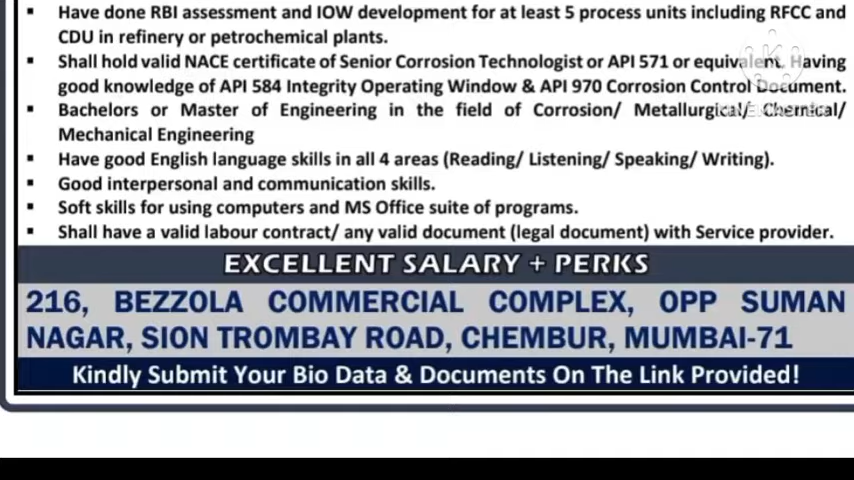 ▪ Have done RBI assessment and IOW development for at least 5 process units including RFCC and
CDU in refinery or petrochemical plants.
▪ Shall hold valid NACE certificate of Senior Corrosion Technologist or API 571 or equivalent. Having
good knowledge of API 584 Integrity Operating Window & API 970 Corrosion Control Document.
▪ Bachelors or Master of Engineering in the field of Corrosion/ Metallurgical/ Chemical/
Mechanical Engineering
▪ Have good English language skills in all 4 areas (Reading/ Listening/ Speaking/ Writing).
▪ Good interpersonal and communication skills.
▪ Soft skills for using computers and MS Office suite of programs.
▪ Shall have a valid labour contract/ any valid document (legal document) with Service provider.
EXCELLENT SALARY + PERKS
216, BEZZOLA COMMERCIAL COMPLEX, OPP SUMAN
NAGAR, SION TROMBAY ROAD, CHEMBUR, MUMBAI-71
Kindly Submit Your Bio Data & Documents On The Link Provided!